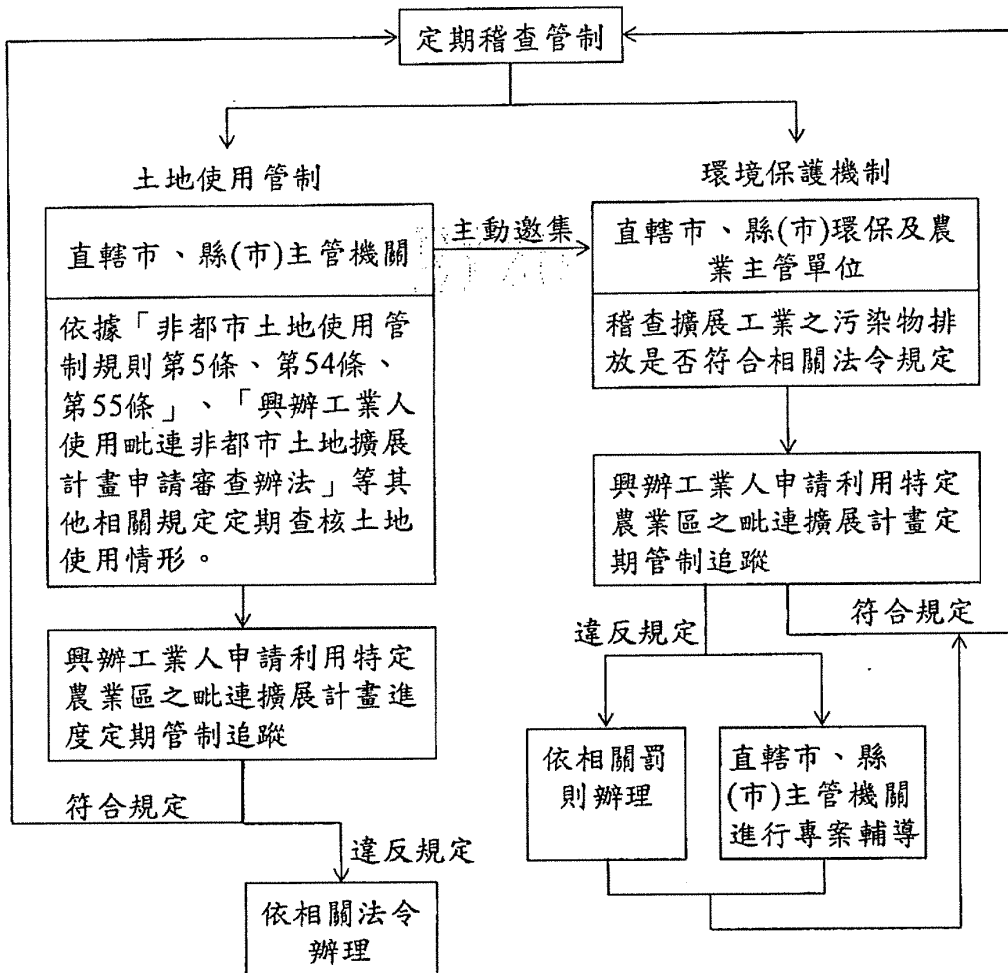 定期稽查管制
土地使用管制
直轄市、縣(市)主管機關
依據「非都市土地使用管
制規則第5條、第54條、
第55條」、「興辦工業人
使用毗連非都市土地擴展
計畫申請審查辦法」等其
他相關規定定期查核土地
使用情形。
興辦工業人申請利用特定
農業區之毗連擴展計畫進
度定期管制追蹤
符合規定
違反規定
依相關法令
辦理
主動邀集
環境保護機制
直轄市、縣(市)環保及農
業主管單位
稽查擴展工業之污染物排
放是否符合相關法令規定
興辦工業人申請利用特定
農業區之毗連擴展計畫定
期管制追蹤
違反規定
符合規定
依相關罰
則辦理
直轄市、縣
(市)主管機關
進行專案輔導